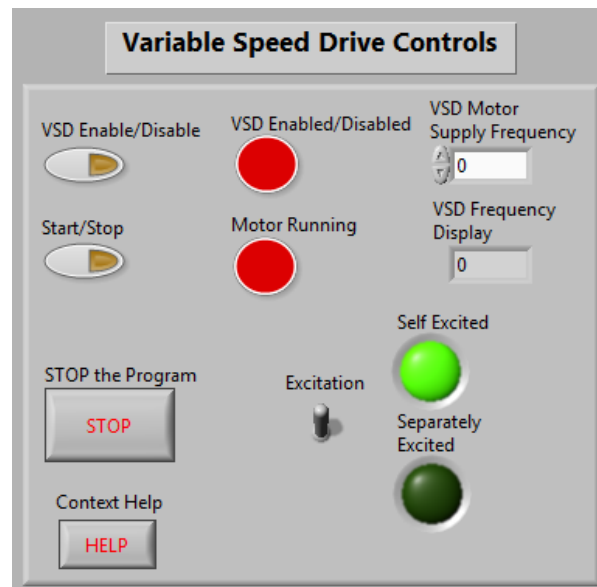 Variable Speed Drive Controls
VSD Enable/Disable
VSD Enabled/Disabled
VSD Motor
Supply Frequency
0
Start/Stop
Motor Running
VSD Frequency
Display
0
Self Excited
STOP the Program
STOP
Excitation
Separately
Excited
Context Help
HELP